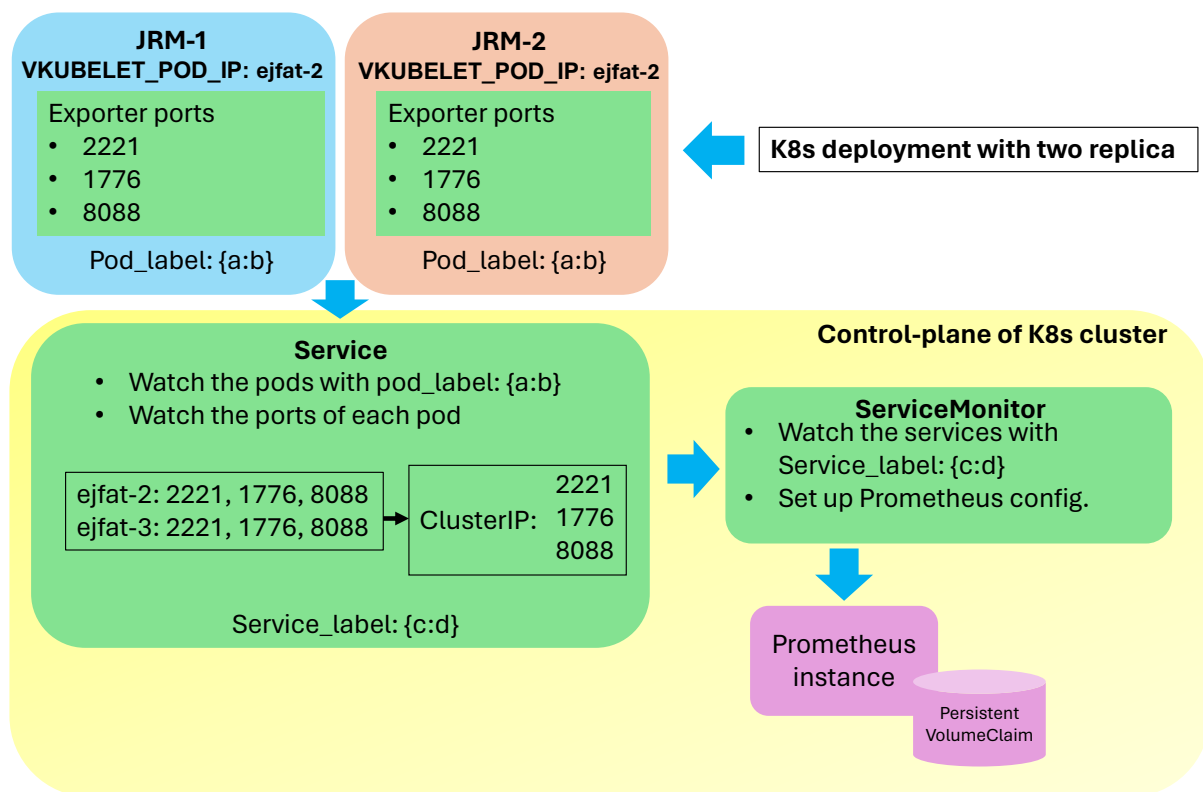 JRM-1
VKUBELET_POD_IP: ejfat-2
Exporter ports
• 2221
• 1776
• 8088
Pod_label: {a:b}
JRM-2
VKUBELET_POD_IP: ejfat-2
Exporter ports
• 2221
• 1776
• 8088
Pod_label: {a:b}
K8s deployment with two replica
Control-plane of K8s cluster
Service
• Watch the pods with pod_label: {a:b}
• Watch the ports of each pod
ejfat-2: 2221, 1776, 8088
ejfat-3: 2221, 1776, 8088
ClusterIP:
2221
1776
8088
Service_label: {c:d}
ServiceMonitor
• Watch the services with
Service_label: {c:d}
• Set up Prometheus config.
Prometheus
instance
Persistent
VolumeClaim